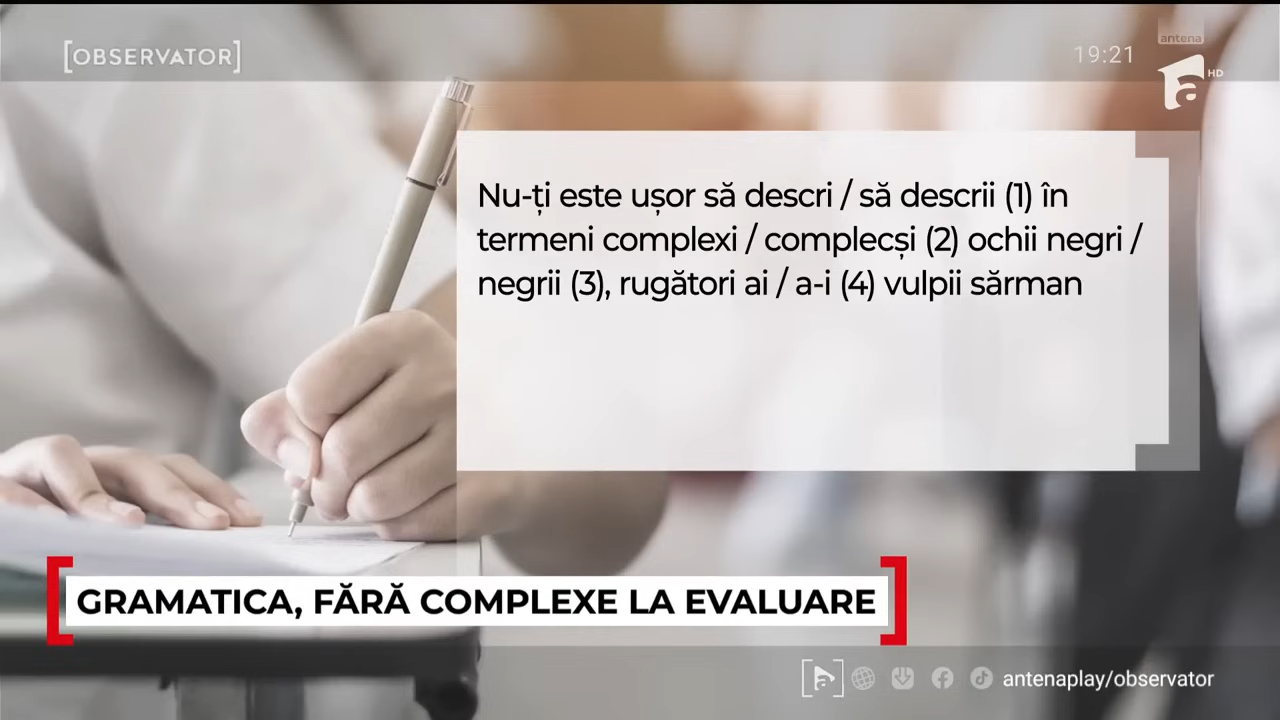 [OBSERVATOR]
19:21
antena
HD
Nu-ți este ușor să descri / să descrii (1) în
termeni complexi / complecși (2) ochii negri /
negrii (3), rugători ai / a-i (4) vulpii sărman
GRAMATICA, FĂRĂ COMPLEXE LA EVALUARE
antenaplay/observator